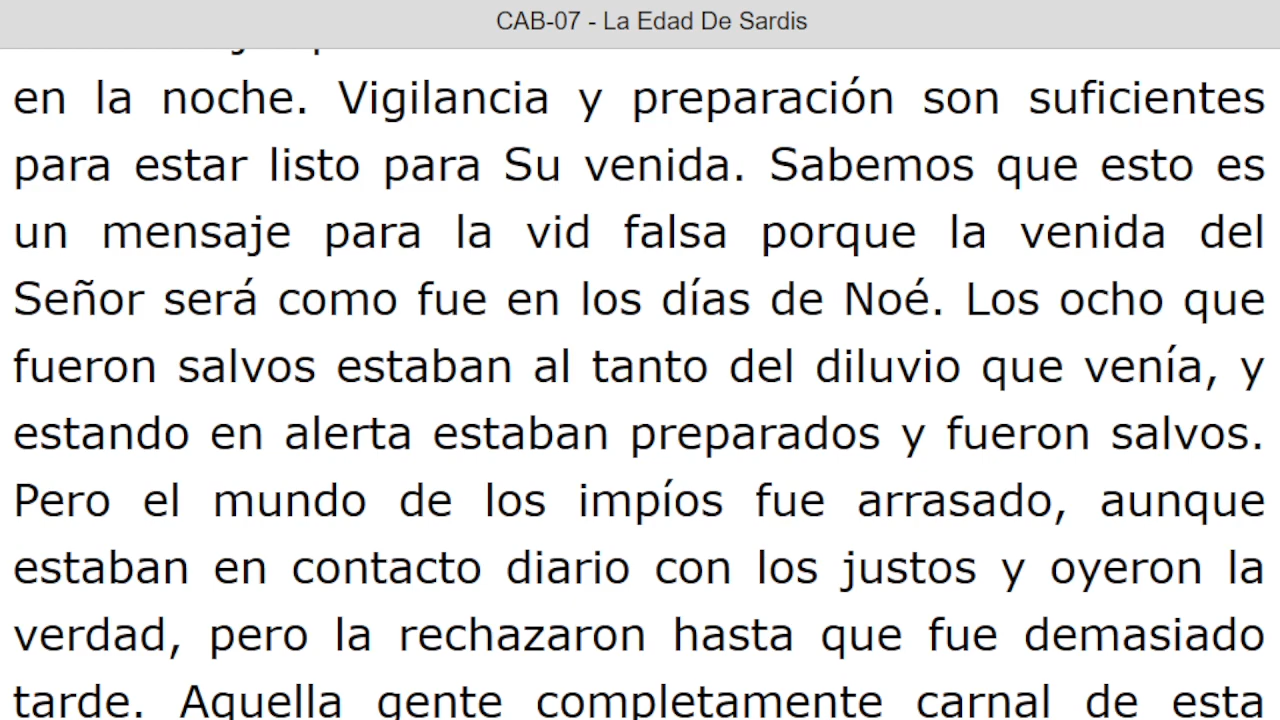 CAB-07 - La Edad De Sardis
en la noche. Vigilancia y preparación son suficientes
para estar listo para Su venida. Sabemos que esto es
un mensaje para la vid falsa porque la venida del
Señor será como fue en los días de Noé. Los ocho que
fueron salvos estaban al tanto del diluvio que venía, y
estando en alerta estaban preparados y fueron salvos.
Pero el mundo de los impíos fue arrasado, aunque
estaban en contacto diario con los justos y oyeron la
verdad, pero la rechazaron hasta que fue demasiado
tarde. Aquella gente completamente carnal de esta